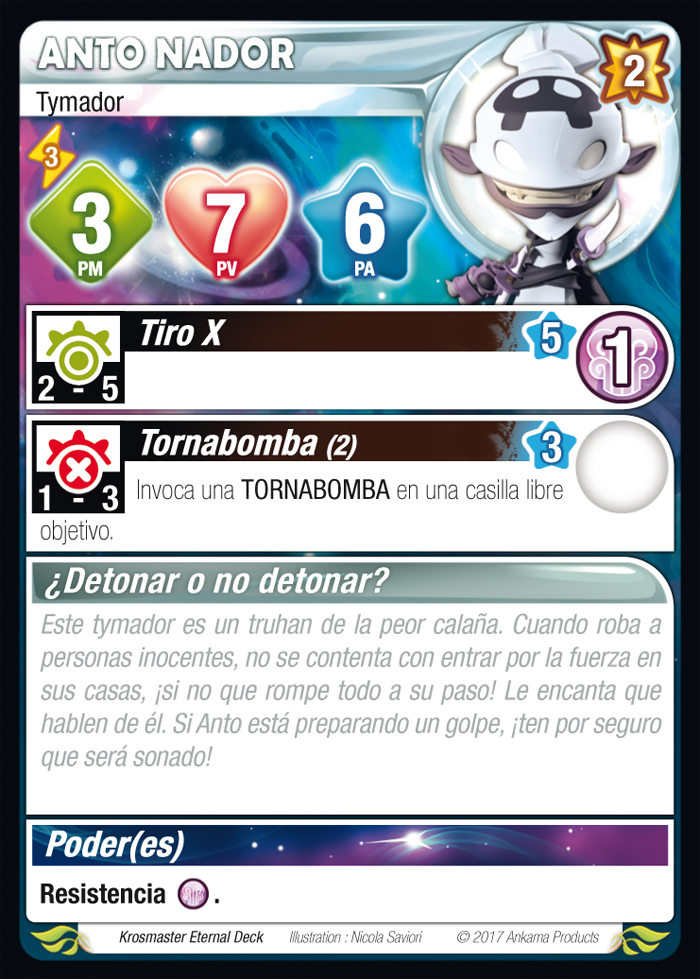 ANTO NADOR
2
Tymador
3
3
PM
7
PV
6
PA
Tiro X
5
1
2 - 5
Tornabomba (2)
3
1 - 3
Invoca una TORNABOMBA en una casilla libre
objetivo.
¿Detonar o no detonar?
Este tymador es un truhan de la peor calaña. Cuando roba a
personas inocentes, no se contenta con entrar por la fuerza en
sus casas, ¡si no que rompe todo a su paso! Le encanta que
hablen de él. Si Anto está preparando un golpe, ¡ten por seguro
que será sonado!
Poder(es)
Resistencia .
Krosmaster Eternal Deck Illustration : Nicola Saviori © 2017 Ankama Products